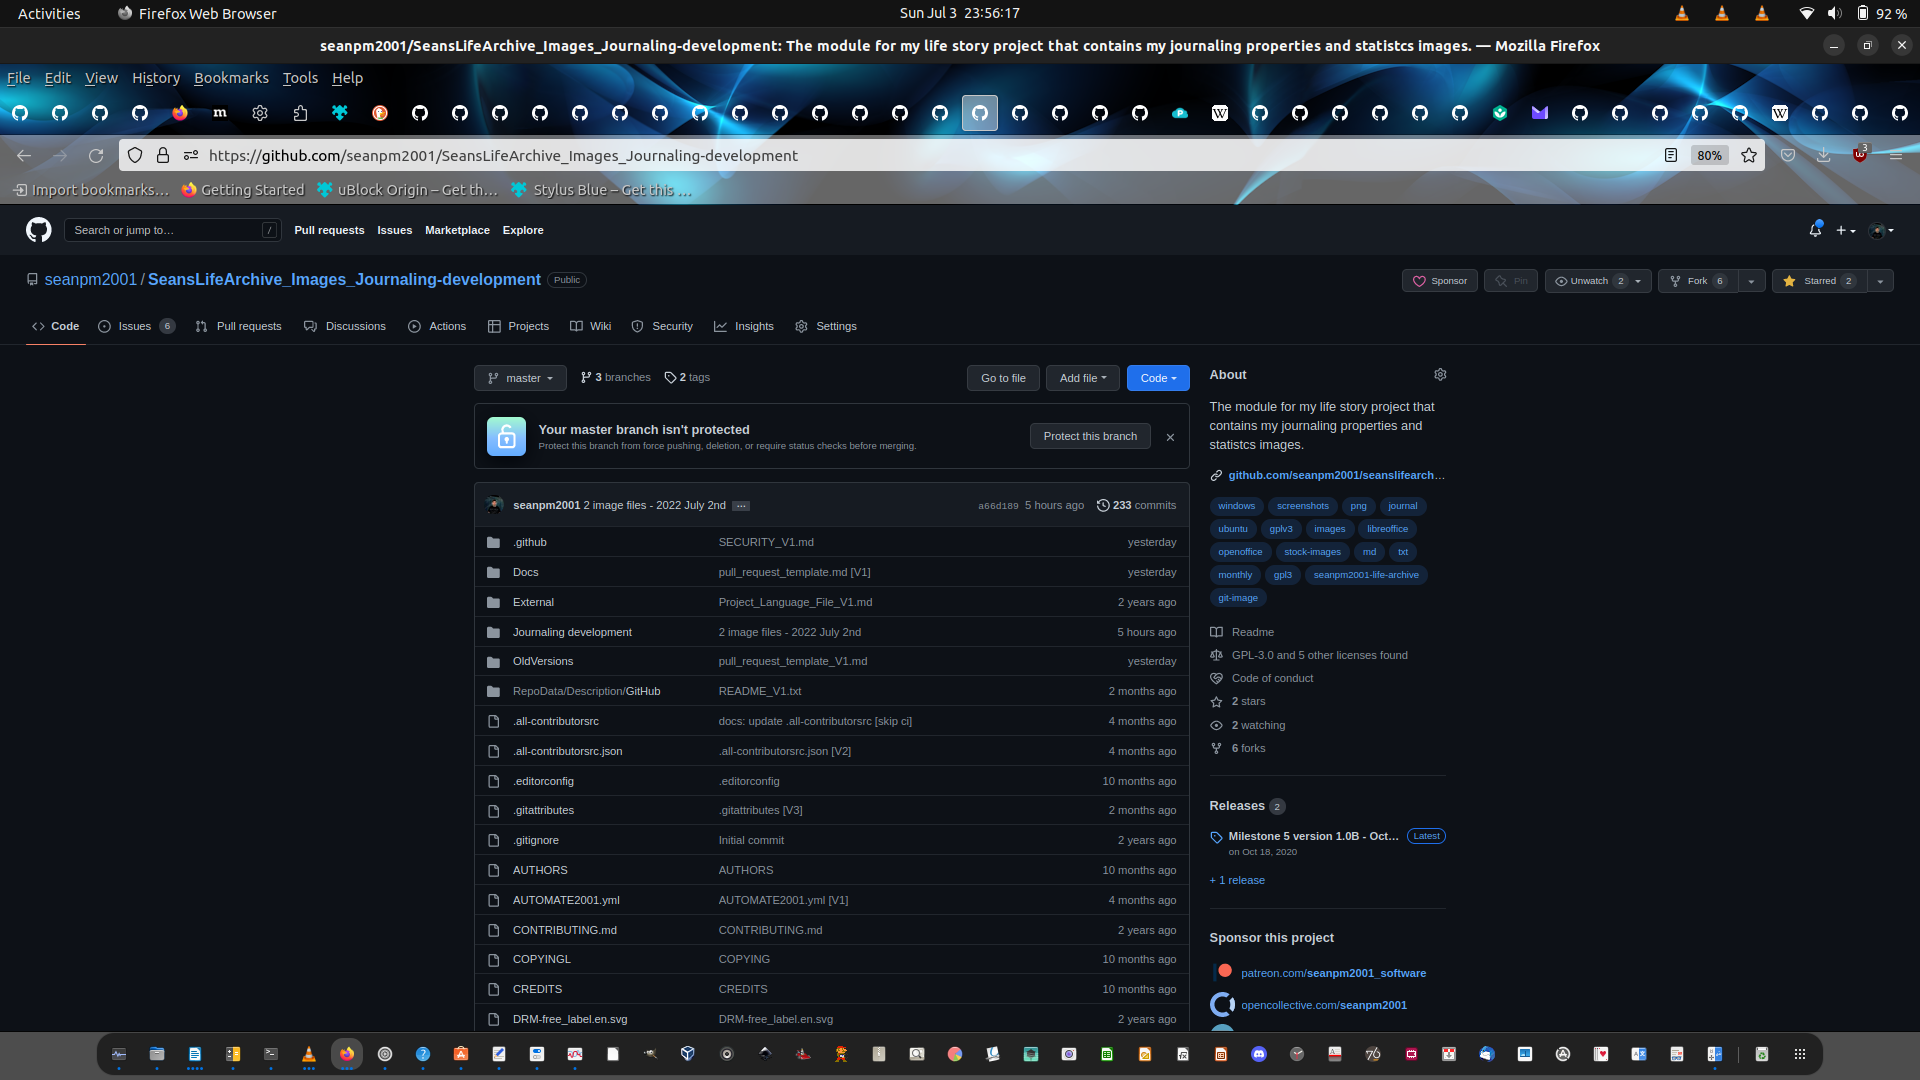 Activities
Firefox Web Browser
Sun Jul 3 23:56:17
92 %
seanpm2001/SeansLifeArchive_Images_Journaling-development: The module for my life story project that contains my journaling properties and statistcs images. — Mozilla Firefox
File Edit View History Bookmarks Tools Help
https://github.com/seanpm2001/SeansLifeArchive_Images_Journaling-development
80%
3
Import bookmarks… Getting Started uBlock Origin – Get th… Stylus Blue – Get this …
Search or jump to… /
Pull requests Issues Marketplace Explore
seanpm2001 / SeansLifeArchive_Images_Journaling-development Public
Sponsor Pin Unwatch 2 Fork 6 Starred 2
Code Issues 6 Pull requests Discussions Actions Projects Wiki Security Insights Settings
master 3 branches 2 tags
Go to file Add file Code
Your master branch isn't protected
Protect this branch from force pushing, deletion, or require status checks before merging.
Protect this branch
seanpm2001 2 image files - 2022 July 2nd … a66d189 5 hours ago 233 commits
.github SECURITY_V1.md yesterday
Docs pull_request_template.md [V1] yesterday
External Project_Language_File_V1.md 2 years ago
Journaling development 2 image files - 2022 July 2nd 5 hours ago
OldVersions pull_request_template_V1.md yesterday
RepoData/Description/GitHub README_V1.txt 2 months ago
.all-contributorsrc docs: update .all-contributorsrc [skip ci] 4 months ago
.all-contributorsrc.json .all-contributorsrc.json [V2] 4 months ago
.editorconfig .editorconfig 10 months ago
.gitattributes .gitattributes [V3] 2 months ago
.gitignore Initial commit 2 years ago
AUTHORS AUTHORS 10 months ago
AUTOMATE2001.yml AUTOMATE2001.yml [V1] 4 months ago
CONTRIBUTING.md CONTRIBUTING.md 2 years ago
COPYINGL COPYING 10 months ago
CREDITS CREDITS 10 months ago
DRM-free_label.en.svg DRM-free_label.en.svg 2 years ago
About
The module for my life story project that
contains my journaling properties and
statistcs images.
github.com/seanpm2001/seanslifearch…
windows screenshots png journal
ubuntu gplv3 images libreoffice
openoffice stock-images md txt
monthly gpl3 seanpm2001-life-archive
git-image
Readme
GPL-3.0 and 5 other licenses found
Code of conduct
2 stars
2 watching
6 forks
Releases 2
Milestone 5 version 1.0B - Oct… Latest
on Oct 18, 2020
+ 1 release
Sponsor this project
patreon.com/seanpm2001_software
opencollective.com/seanpm2001